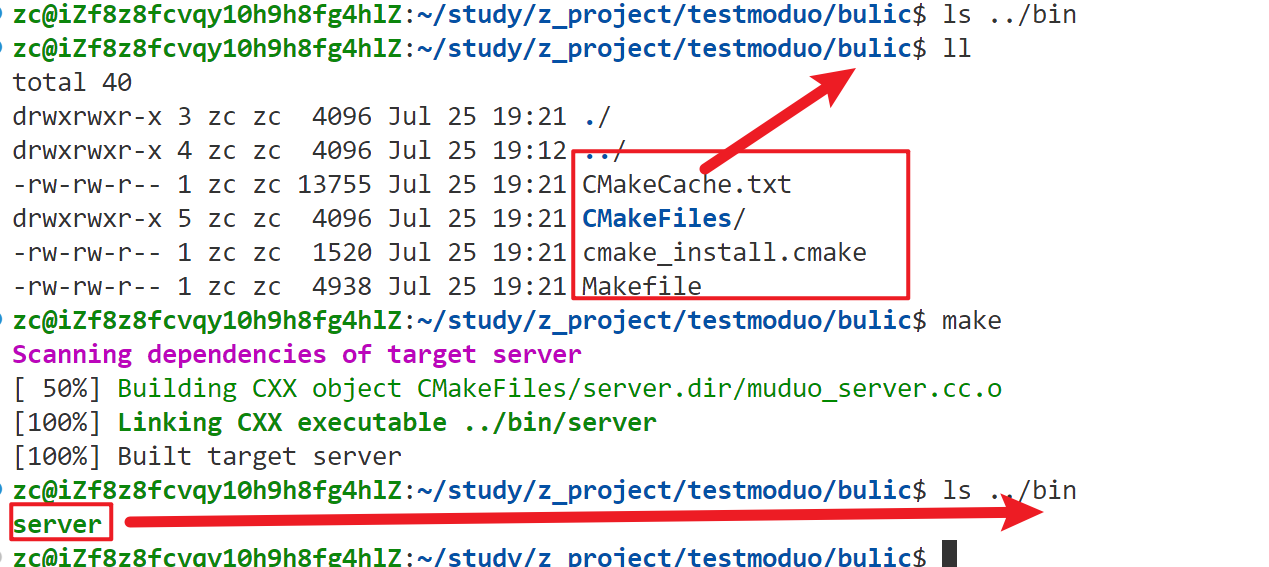 zc@iZf8z8fcvqy10h9h8fg4hlZ:~/study/z_project/testmoduo/bulic$ ls ../bin
zc@iZf8z8fcvqy10h9h8fg4hlZ:~/study/z_project/testmoduo/bulic$ ll
total 40
drwxrwxr-x 3 zc zc  4096 Jul 25 19:21 ./
drwxrwxr-x 4 zc zc  4096 Jul 25 19:12 ../
-rw-rw-r-- 1 zc zc 13755 Jul 25 19:21 CMakeCache.txt
drwxrwxr-x 5 zc zc  4096 Jul 25 19:21 CMakeFiles/
-rw-rw-r-- 1 zc zc  1520 Jul 25 19:21 cmake_install.cmake
-rw-rw-r-- 1 zc zc  4938 Jul 25 19:21 Makefile
zc@iZf8z8fcvqy10h9h8fg4hlZ:~/study/z_project/testmoduo/bulic$ make
Scanning dependencies of target server
[ 50%] Building CXX object CMakeFiles/server.dir/muduo_server.cc.o
[100%] Linking CXX executable ../bin/server
[100%] Built target server
zc@iZf8z8fcvqy10h9h8fg4hlZ:~/study/z_project/testmoduo/bulic$ ls ../bin
server
zc@iZf8z8fcvqy10h9h8fg4hlZ:~/study/z_project/testmoduo/bulic$